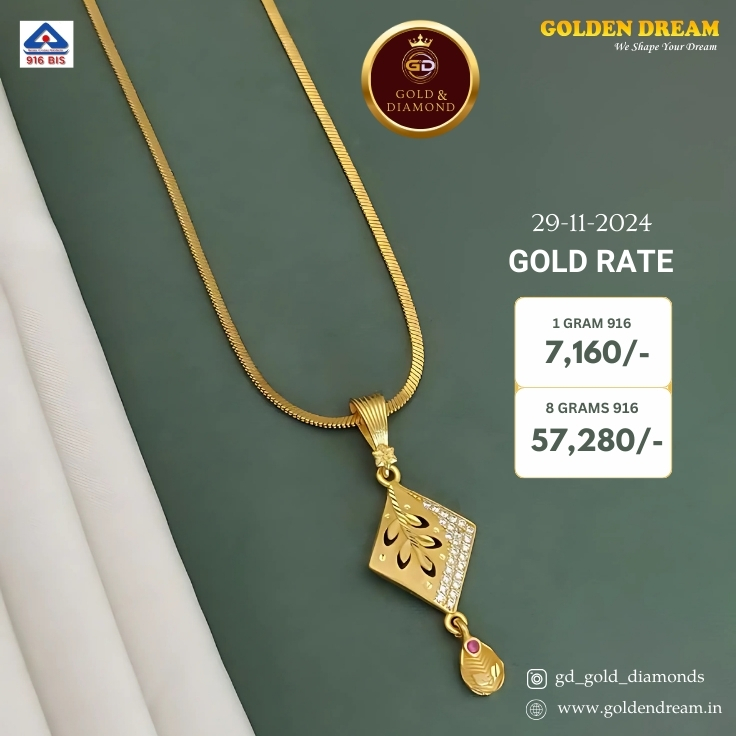 916 BIS
GD
GOLD &
DIAMOND
GOLDEN DREAM
We Shape Your Dream
29-11-2024
GOLD RATE
1 GRAM 916
7,160/-
8 GRAMS 916
57,280/-
gd_gold_diamonds
www.goldendream.in